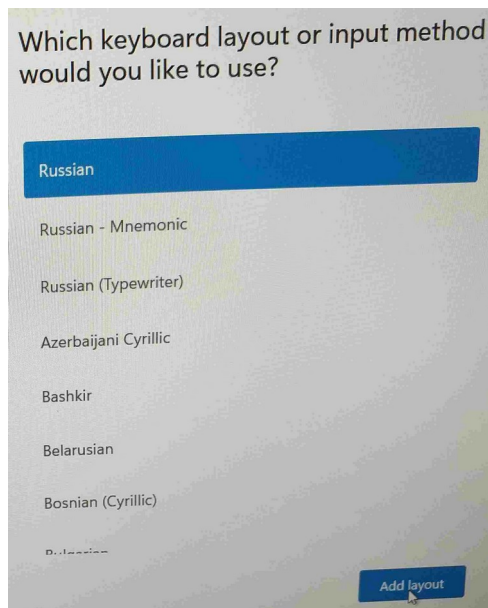 Which keyboard layout or input method
would you like to use?
Russian
Russian - Mnemonic
Russian (Typewriter)
Azerbaijani Cyrillic
Bashkir
Belarusian
Bosnian (Cyrillic)
Bulgarian
Add layout